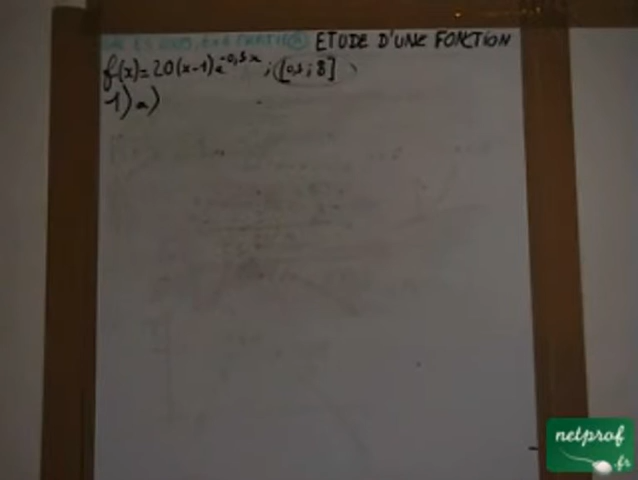 ETUDE D'UNE FONCTION
f(x)=20(x-1)e^-0,5x ; [0,5 ; 8]
1) a)
netprof
.fr